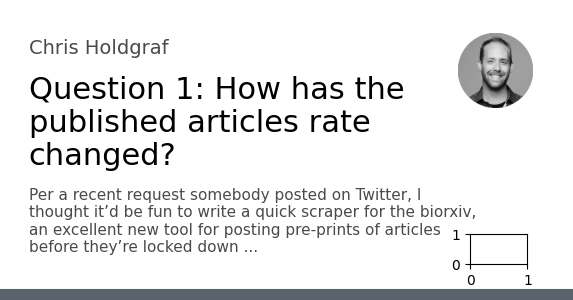 Chris Holdgraf
Question 1: How has the
published articles rate
changed?
Per a recent request somebody posted on Twitter, I
thought it’d be fun to write a quick scraper for the biorxiv,
an excellent new tool for posting pre-prints of articles
before they’re locked down ...
1
0
0 1